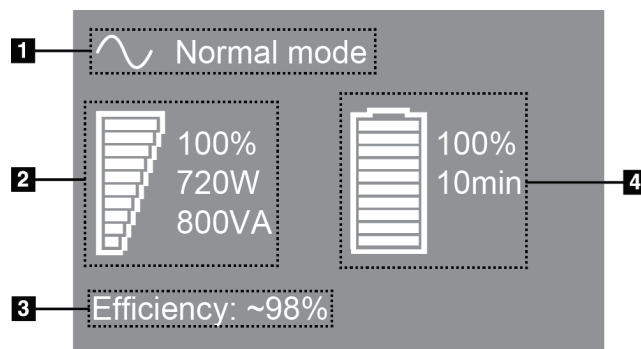 1
Normal mode
2
100%
720W
800VA
100%
10min
4
3
Efficiency: ~98%